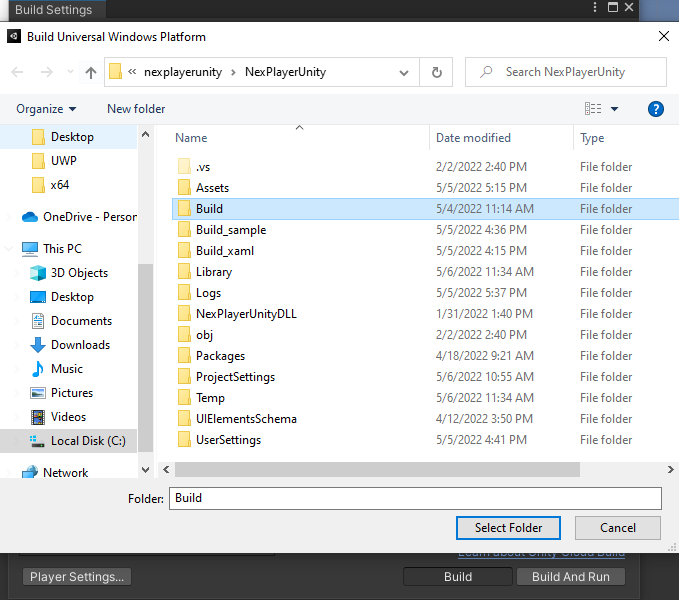 Build Settings
Build Universal Windows Platform
« nexplayerunity › NexPlayerUnity
Search NexPlayerUnity
Organize
New folder
?
Name
Date modified
Type
Desktop
UWP
x64
OneDrive - Person
This PC
3D Objects
Desktop
Documents
Downloads
Music
Pictures
Videos
Local Disk (C:)
Network
.vs 2/2/2022 2:40 PM File folder
Assets 5/5/2022 5:15 PM File folder
Build 5/4/2022 11:14 AM File folder
Build_sample 5/5/2022 4:36 PM File folder
Build_xaml 5/5/2022 4:15 PM File folder
Library 5/6/2022 11:34 AM File folder
Logs 5/5/2022 5:37 PM File folder
NexPlayerUnityDLL 1/31/2022 1:40 PM File folder
obj 2/2/2022 2:40 PM File folder
Packages 4/18/2022 9:21 AM File folder
ProjectSettings 5/6/2022 10:55 AM File folder
Temp 5/6/2022 11:34 AM File folder
UIElementsSchema 4/12/2022 3:50 PM File folder
UserSettings 5/5/2022 4:41 PM File folder
Folder: Build
Select Folder
Cancel
Learn about Unity Cloud Build
Player Settings...
Build
Build And Run